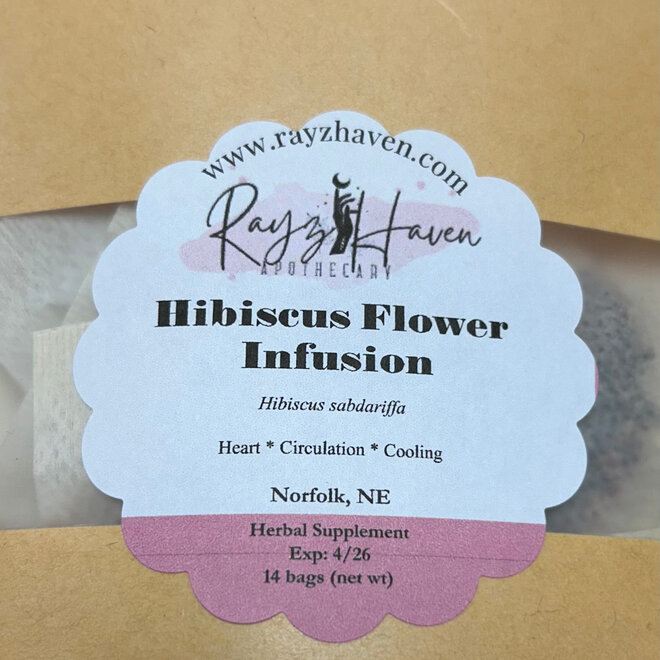 www.rayzhaven.com
Rayz Haven
APOTHECARY
Hibiscus Flower
Infusion
Hibiscus sabdariffa
Heart * Circulation * Cooling
Norfolk, NE
Herbal Supplement
Exp: 4/26
14 bags (net wt)